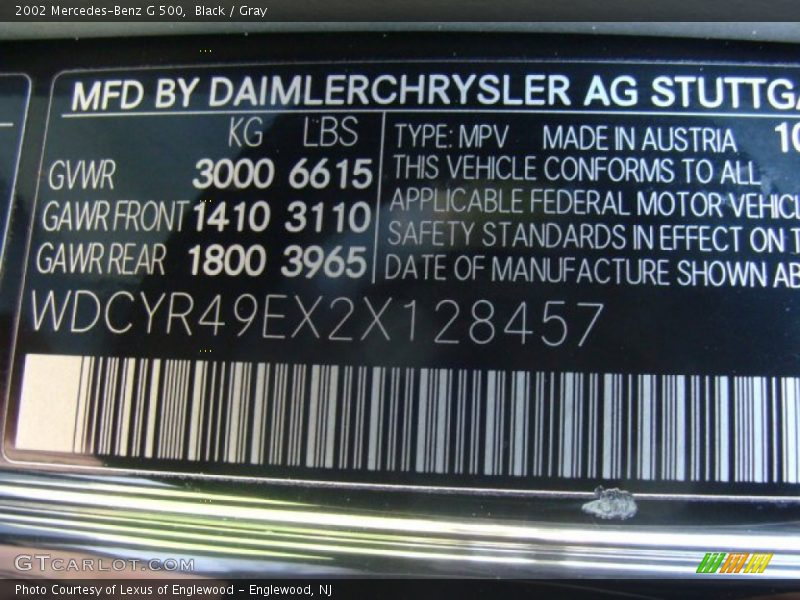 2002 Mercedes-Benz G 500, Black / Gray
MFD BY DAIMLERCHRYSLER AG STUTTGA
KG LBS
GVWR 3000 6615
GAWR FRONT 1410 3110
GAWR REAR 1800 3965
TYPE: MPV MADE IN AUSTRIA 10
THIS VEHICLE CONFORMS TO ALL
APPLICABLE FEDERAL MOTOR VEHICL
SAFETY STANDARDS IN EFFECT ON T
DATE OF MANUFACTURE SHOWN AB
WDCYR49EX2X128457
GTCarLot.com
Photo Courtesy of Lexus of Englewood - Englewood, NJ